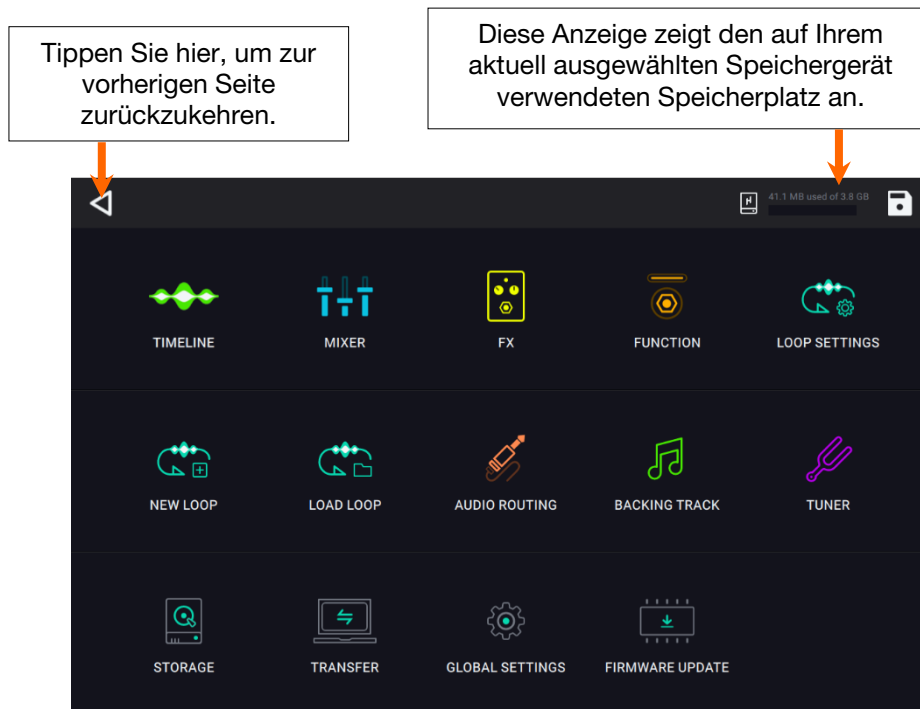 Tippen Sie hier, um zur
vorherigen Seite
zurückzukehren.
Diese Anzeige zeigt den auf Ihrem
aktuell ausgewählten Speichergerät
verwendeten Speicherplatz an.
41.1 MB used of 3.8 GB
TIMELINE MIXER FX FUNCTION LOOP SETTINGS
NEW LOOP LOAD LOOP AUDIO ROUTING BACKING TRACK TUNER
STORAGE TRANSFER GLOBAL SETTINGS FIRMWARE UPDATE